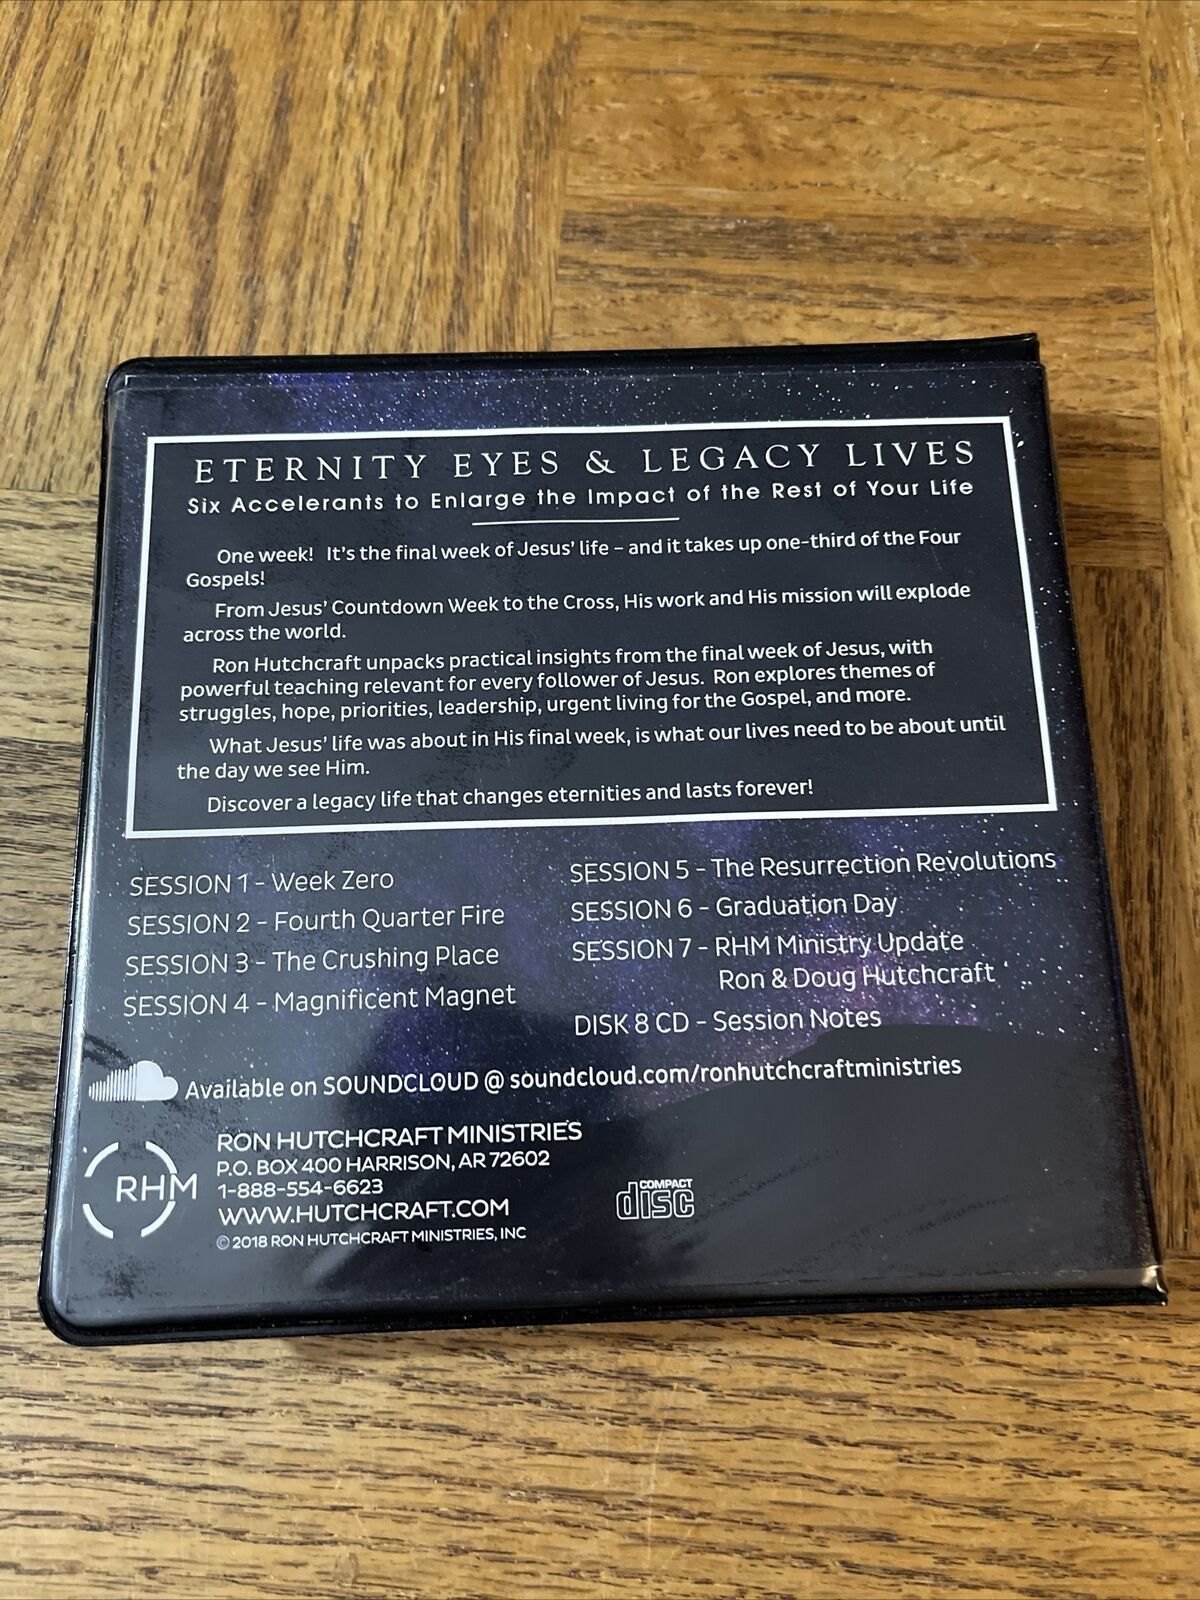 ETERNITY EYES & LEGACY LIVES
Six Accelerants to Enlarge the Impact of the Rest of Your Life
One week! It's the final week of Jesus' life – and it takes up one-third of the Four
Gospels!
From Jesus' Countdown Week to the Cross, His work and His mission will explode
across the world.
Ron Hutchcraft unpacks practical insights from the final week of Jesus, with
powerful teaching relevant for every follower of Jesus. Ron explores themes of
struggles, hope, priorities, leadership, urgent living for the Gospel, and more.
What Jesus' life was about in His final week, is what our lives need to be about until
the day we see Him.
Discover a legacy life that changes eternities and lasts forever!
SESSION 1 - Week Zero
SESSION 2 - Fourth Quarter Fire
SESSION 3 - The Crushing Place
SESSION 4 - Magnificent Magnet
SESSION 5 - The Resurrection Revolutions
SESSION 6 - Graduation Day
SESSION 7 - RHM Ministry Update
Ron & Doug Hutchcraft
DISK 8 CD - Session Notes
Available on SOUNDCLOUD @ soundcloud.com/ronhutchcraftministries
RHM
RON HUTCHCRAFT MINISTRIES
P.O. BOX 400 HARRISON, AR 72602
1-888-554-6623
WWW.HUTCHCRAFT.COM
© 2018 RON HUTCHCRAFT MINISTRIES, INC
COMPACT
disc